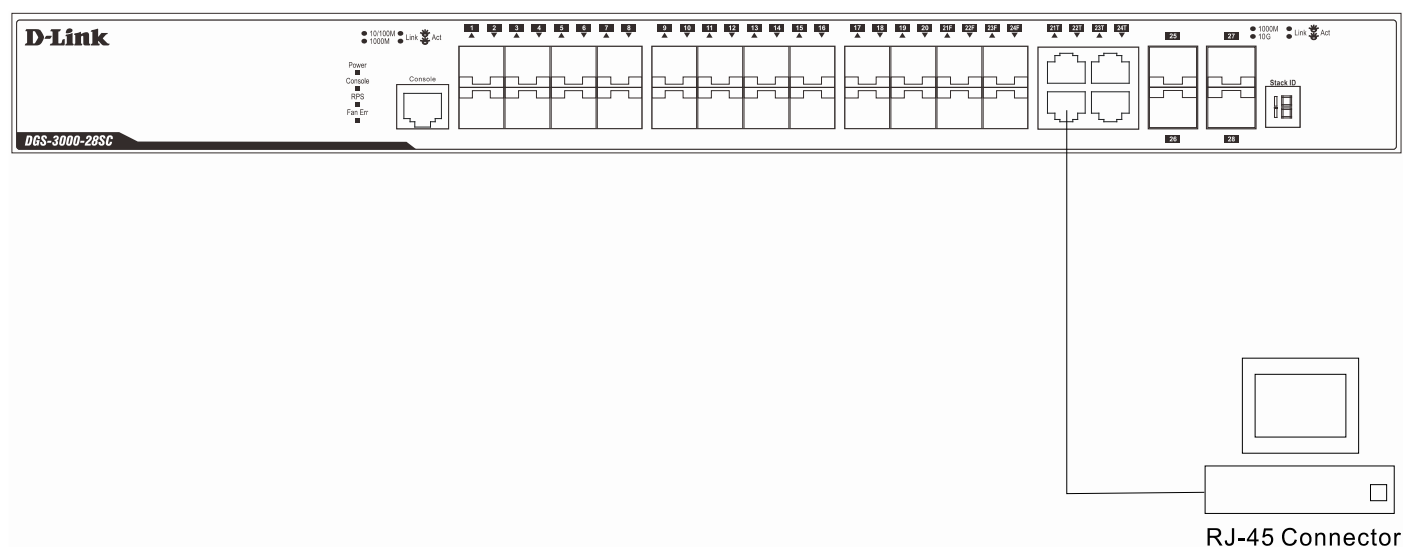 D-Link
10/100M Link Act
1000M
Power
Console
RPS
Fan Err
Console
1 2 3 4 5 6 7 8
9 10 11 12 13 14 15 16
17 18 19 20 21F 22F 23F 24F
21T 22T 23T 24T
25 27
1000M Link Act
10G
Stack ID
26 28
DGS-3000-28SC
RJ-45 Connector